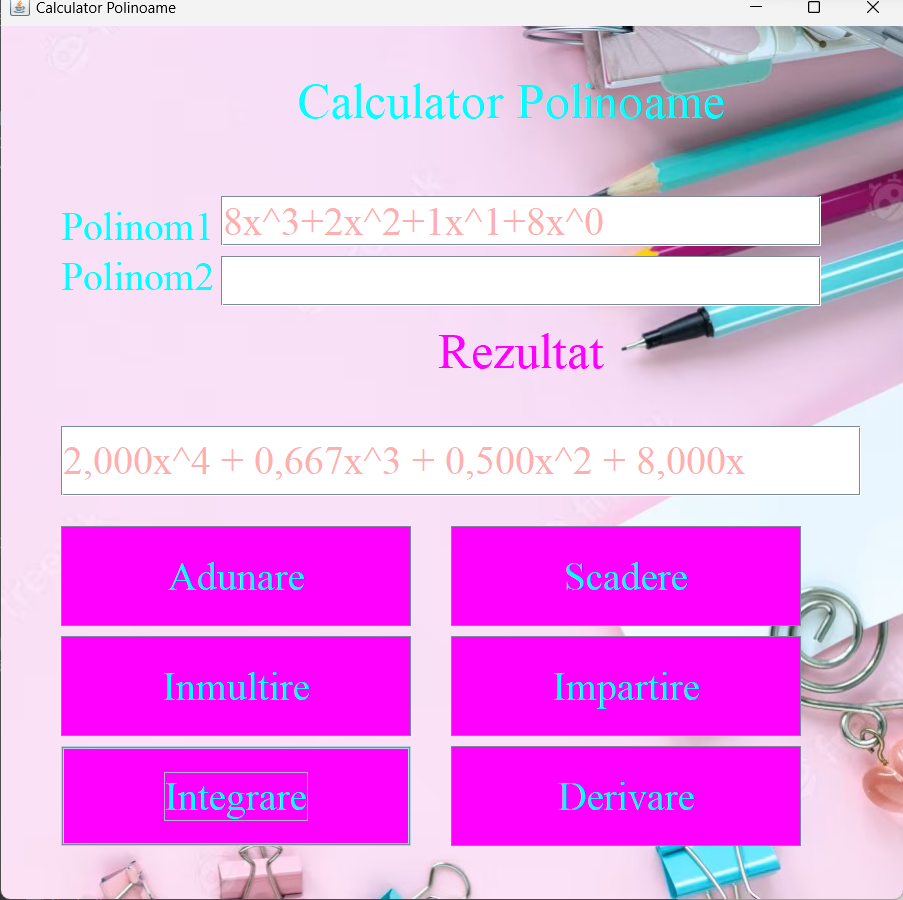 Calculator Polinoame
Calculator Polinoame
Polinom1 8x^3+2x^2+1x^1+8x^0
Polinom2
Rezultat
2,000x^4 + 0,667x^3 + 0,500x^2 + 8,000x
Adunare Scadere
Inmultire Impartire
Integrare Derivare